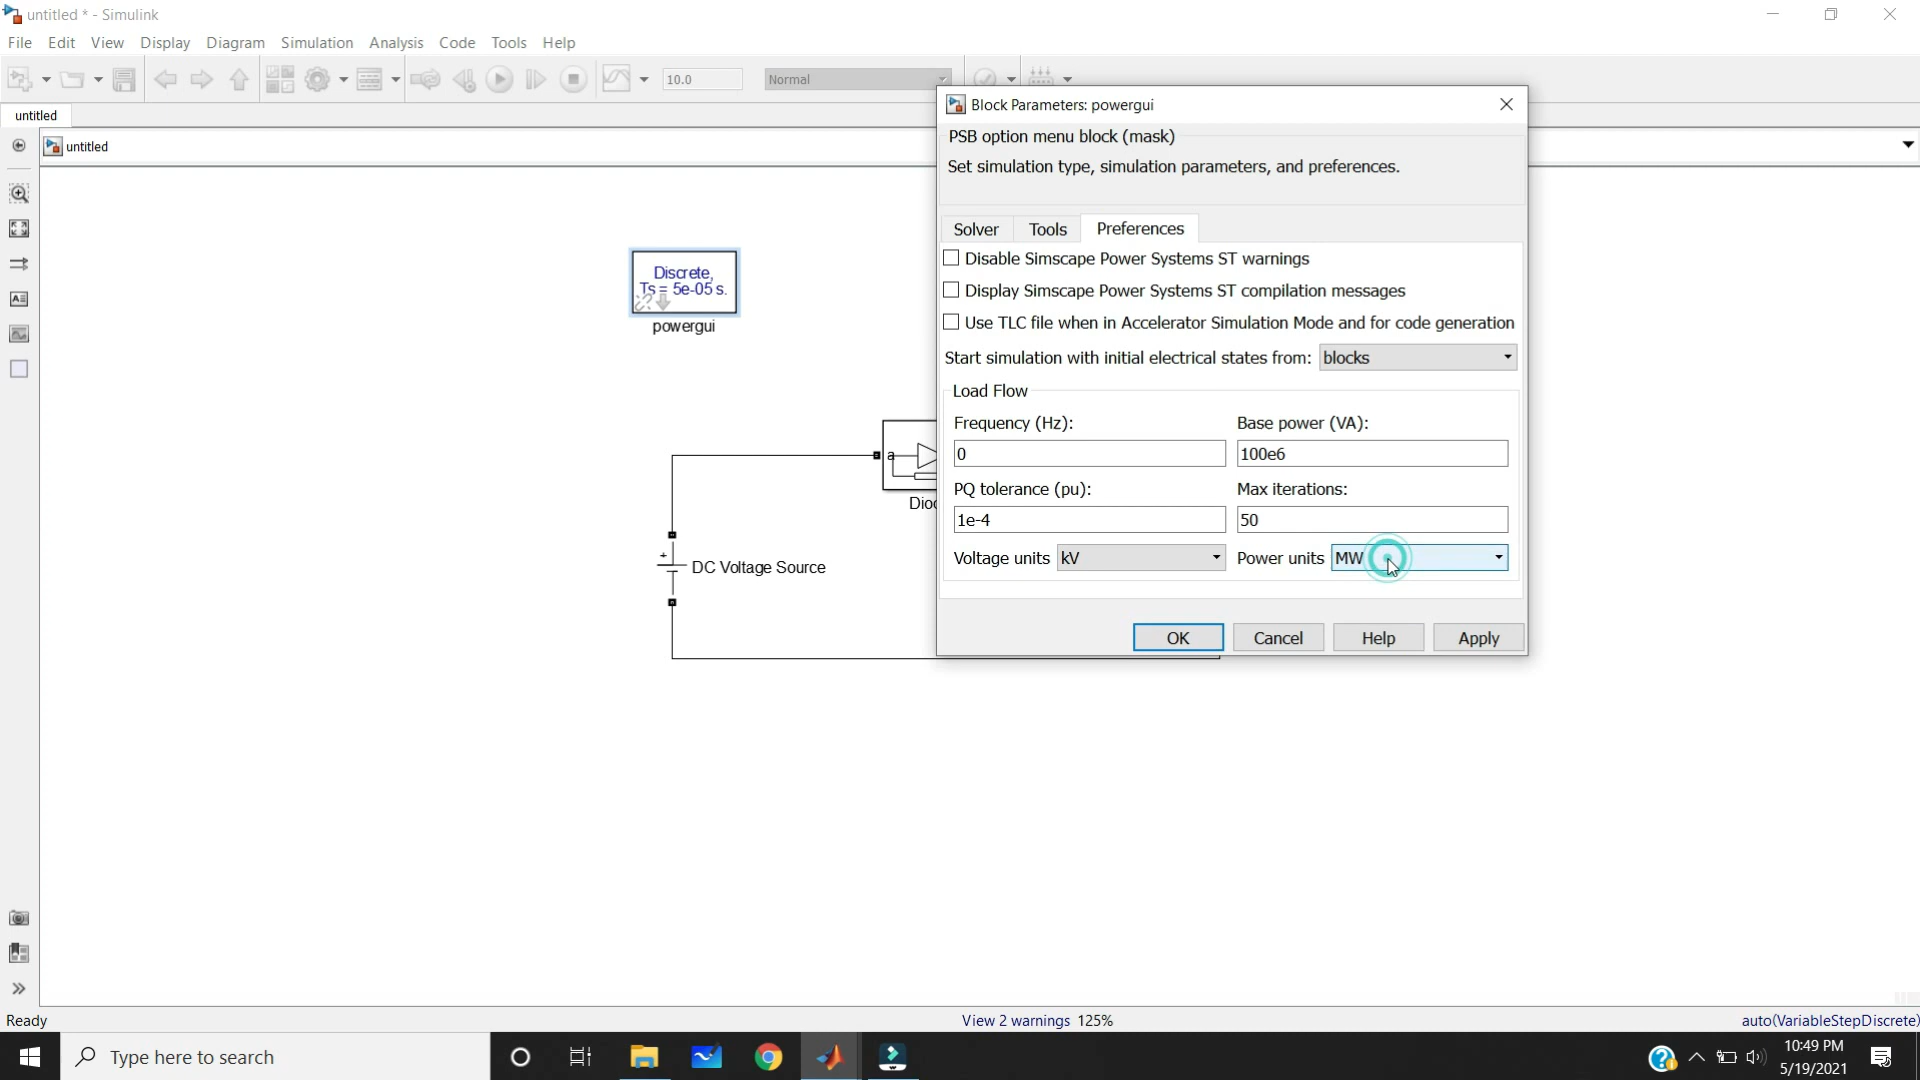 untitled * - Simulink
File Edit View Display Diagram Simulation Analysis Code Tools Help
10.0 Normal
untitled
untitled
Block Parameters: powergui
PSB option menu block (mask)
Set simulation type, simulation parameters, and preferences.
Solver Tools Preferences
Disable Simscape Power Systems ST warnings
Display Simscape Power Systems ST compilation messages
Use TLC file when in Accelerator Simulation Mode and for code generation
Start simulation with initial electrical states from: blocks
Load Flow
Frequency (Hz): Base power (VA):
0 100e6
PQ tolerance (pu): Max iterations:
1e-4 50
Voltage units kV Power units MW
OK Cancel Help Apply
Discrete,
Ts = 5e-05 s.
powergui
a
Dioc
+
DC Voltage Source
Ready View 2 warnings 125% auto(VariableStepDiscrete)
Type here to search
10:49 PM
5/19/2021